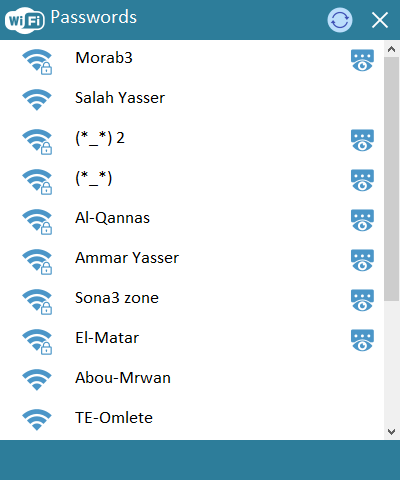 WiFi Passwords
Morab3
Salah Yasser
(*_*) 2
(*_*)
Al-Qannas
Ammar Yasser
Sona3 zone
El-Matar
Abou-Mrwan
TE-Omlete